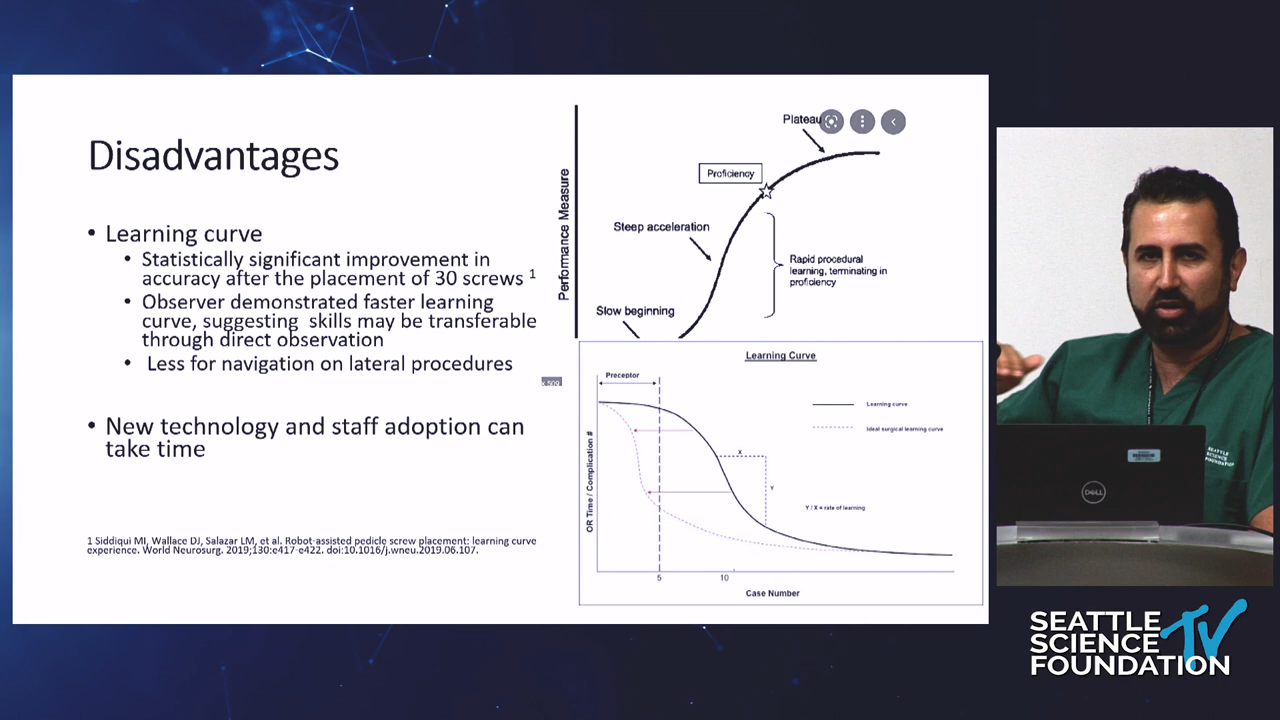 Disadvantages
• Learning curve
• Statistically significant improvement in
accuracy after the placement of 30 screws 1
• Observer demonstrated faster learning
curve, suggesting skills may be transferable
through direct observation
• Less for navigation on lateral procedures
• New technology and staff adoption can
take time
1 Siddiqui MI, Wallace DJ, Salazar LM, et al. Robot-assisted pedicle screw placement: learning curve
experience. World Neurosurg. 2019;130:e417-e422. doi:10.1016/j.wneu.2019.06.107.
Performance Measure
Plateau
Proficiency
Steep acceleration
Rapid procedural
learning, terminating in
proficiency
Slow beginning
Learning Curve
Preceptor
Learning curve
Ideal surgical learning curve
X
Y
Y / X = rate of learning
OR Time / Complication #
5
10
Case Number
SEATTLE
SCIENCE
FOUNDATION
DELL
SEATTLE
SCIENCE
FOUNDATION
TV